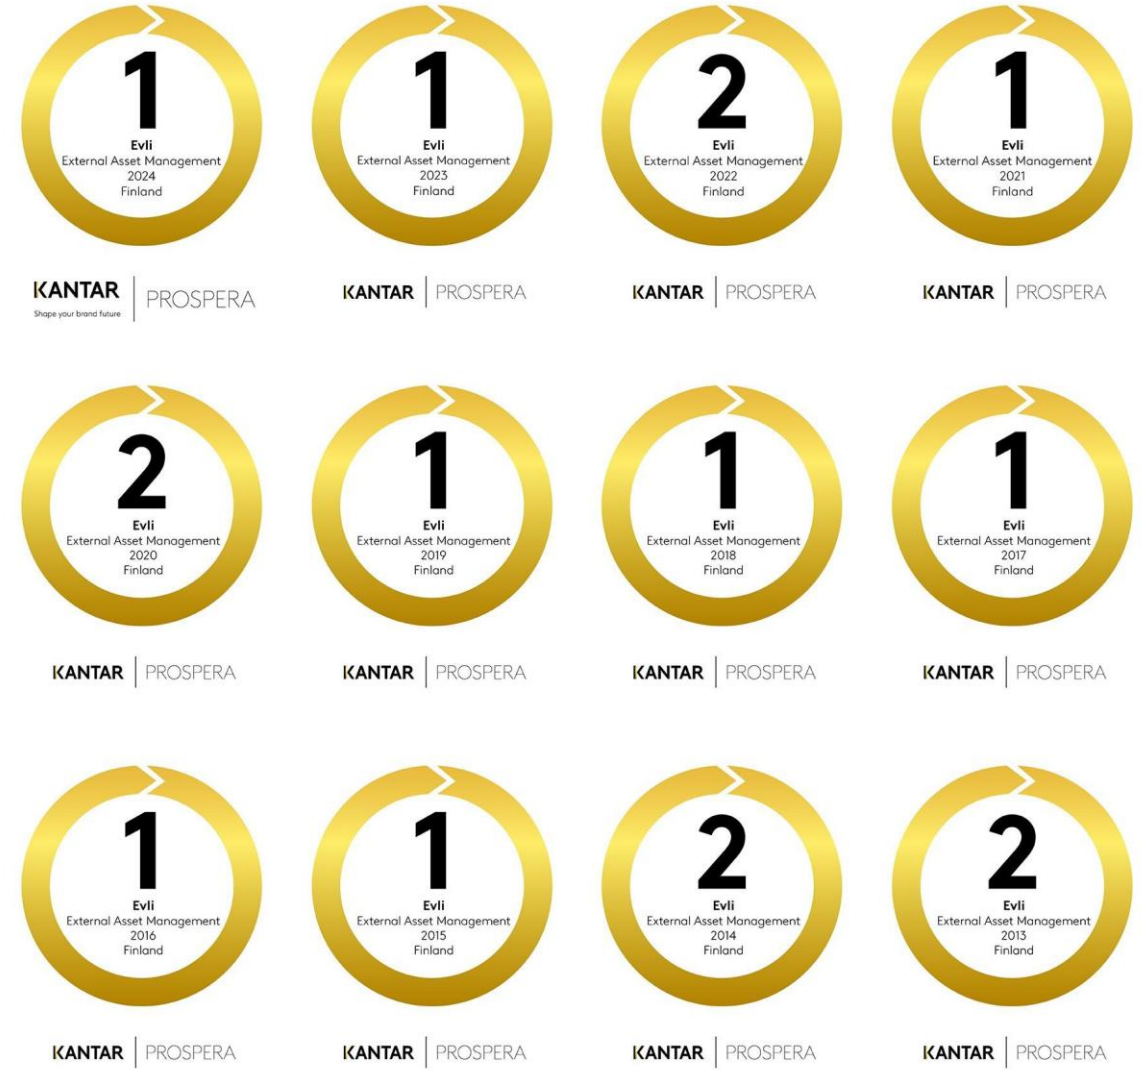 1
Evli
External Asset Management
2024
Finland
KANTAR
Shape your brand future
PROSPERA
1
Evli
External Asset Management
2023
Finland
KANTAR PROSPERA
2
Evli
External Asset Management
2022
Finland
KANTAR PROSPERA
1
Evli
External Asset Management
2021
Finland
KANTAR PROSPERA
2
Evli
External Asset Management
2020
Finland
KANTAR PROSPERA
1
Evli
External Asset Management
2019
Finland
KANTAR PROSPERA
1
Evli
External Asset Management
2018
Finland
KANTAR PROSPERA
1
Evli
External Asset Management
2017
Finland
KANTAR PROSPERA
1
Evli
External Asset Management
2016
Finland
KANTAR PROSPERA
1
Evli
External Asset Management
2015
Finland
KANTAR PROSPERA
2
Evli
External Asset Management
2014
Finland
KANTAR PROSPERA
2
Evli
External Asset Management
2013
Finland
KANTAR PROSPERA